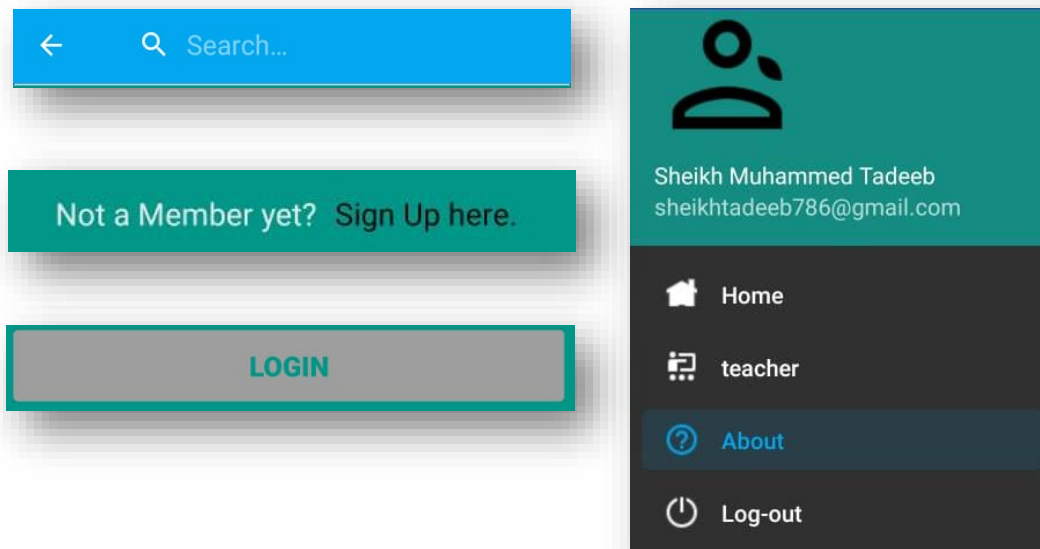 Search...
Not a Member yet? Sign Up here.
LOGIN
Sheikh Muhammed Tadeeb
sheikhtadeeb786@gmail.com
Home
teacher
About
Log-out